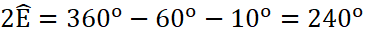 2Ê = 360º − 60º − 10º = 240º